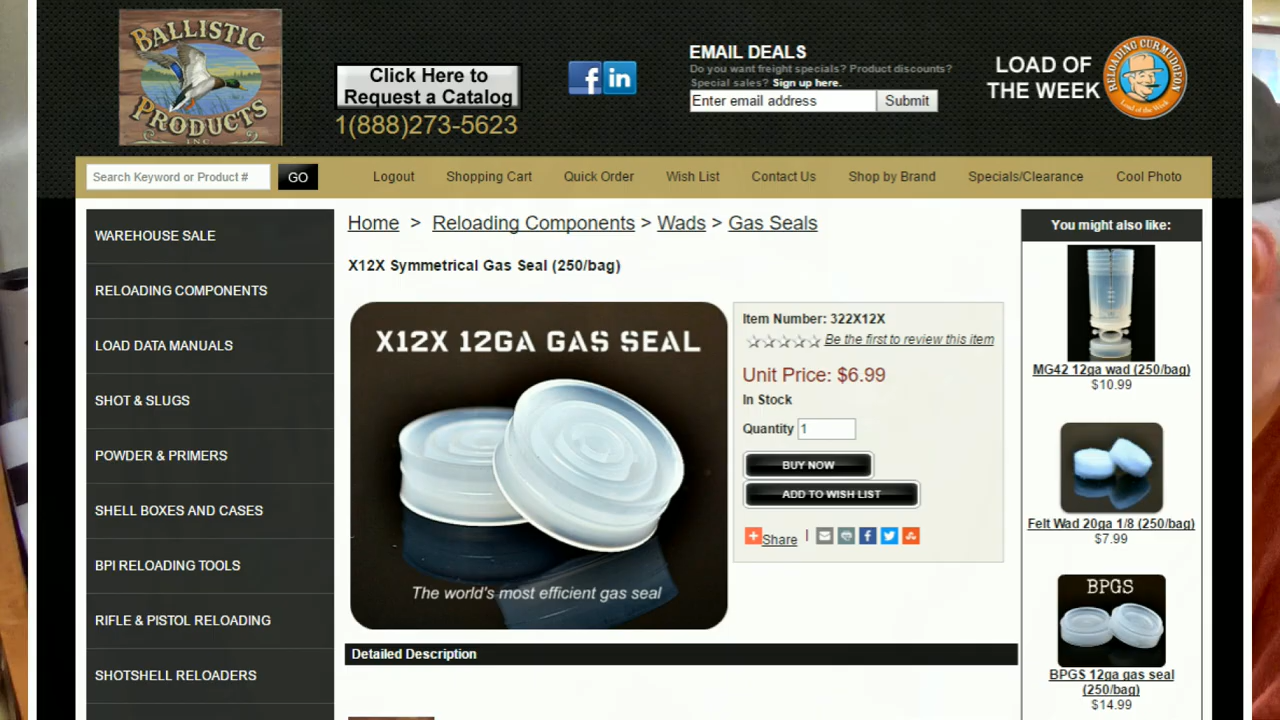 BALLISTIC
PRODUCTS
INC
Click Here to
Request a Catalog
1(888)273-5623
f in
EMAIL DEALS
Do you want freight specials? Product discounts?
Special sales? Sign up here.
Enter email address
Submit
LOAD OF
THE WEEK
RELOADING CURMUDGEON
Load of the Week
Search Keyword or Product #
GO
Logout
Shopping Cart
Quick Order
Wish List
Contact Us
Shop by Brand
Specials/Clearance
Cool Photo
WAREHOUSE SALE
RELOADING COMPONENTS
LOAD DATA MANUALS
SHOT & SLUGS
POWDER & PRIMERS
SHELL BOXES AND CASES
BPI RELOADING TOOLS
RIFLE & PISTOL RELOADING
SHOTSHELL RELOADERS
Home > Reloading Components > Wads > Gas Seals
X12X Symmetrical Gas Seal (250/bag)
X12X 12GA GAS SEAL
The world's most efficient gas seal
Item Number: 322X12X
Be the first to review this item
Unit Price: $6.99
In Stock
Quantity 1
BUY NOW
ADD TO WISH LIST
Share |
Detailed Description
You might also like:
MG42 12ga wad (250/bag)
$10.99
Felt Wad 20ga 1/8 (250/bag)
$7.99
BPGS
BPGS 12ga gas seal
(250/bag)
$14.99